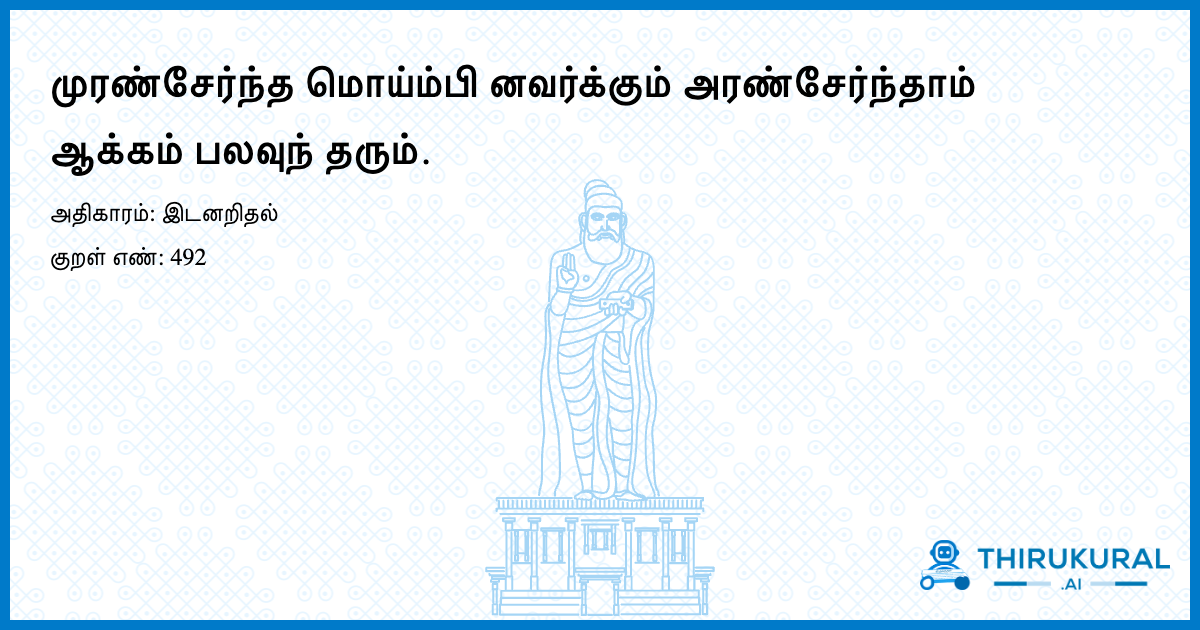 முரண்சேர்ந்த மொய்ம்பி னவர்க்கும் அரண்சேர்ந்தாம்
ஆக்கம் பலவுந் தரும்.
அதிகாரம்: இடனறிதல்
குறள் எண்: 492
THIRUKURAL
.AI